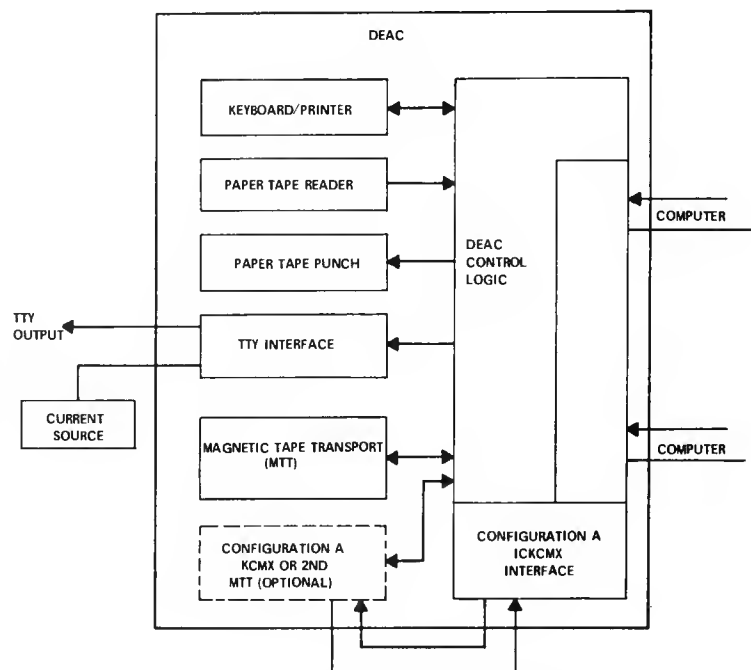 DEAC
KEYBOARD/PRINTER
PAPER TAPE READER
PAPER TAPE PUNCH
TTY INTERFACE
MAGNETIC TAPE TRANSPORT
(MTT)
CONFIGURATION A
KCMX OR 2ND
MTT (OPTIONAL)
DEAC
CONTROL
LOGIC
CONFIGURATION A
ICKCMX
INTERFACE
TTY
OUTPUT
CURRENT
SOURCE
COMPUTER
COMPUTER